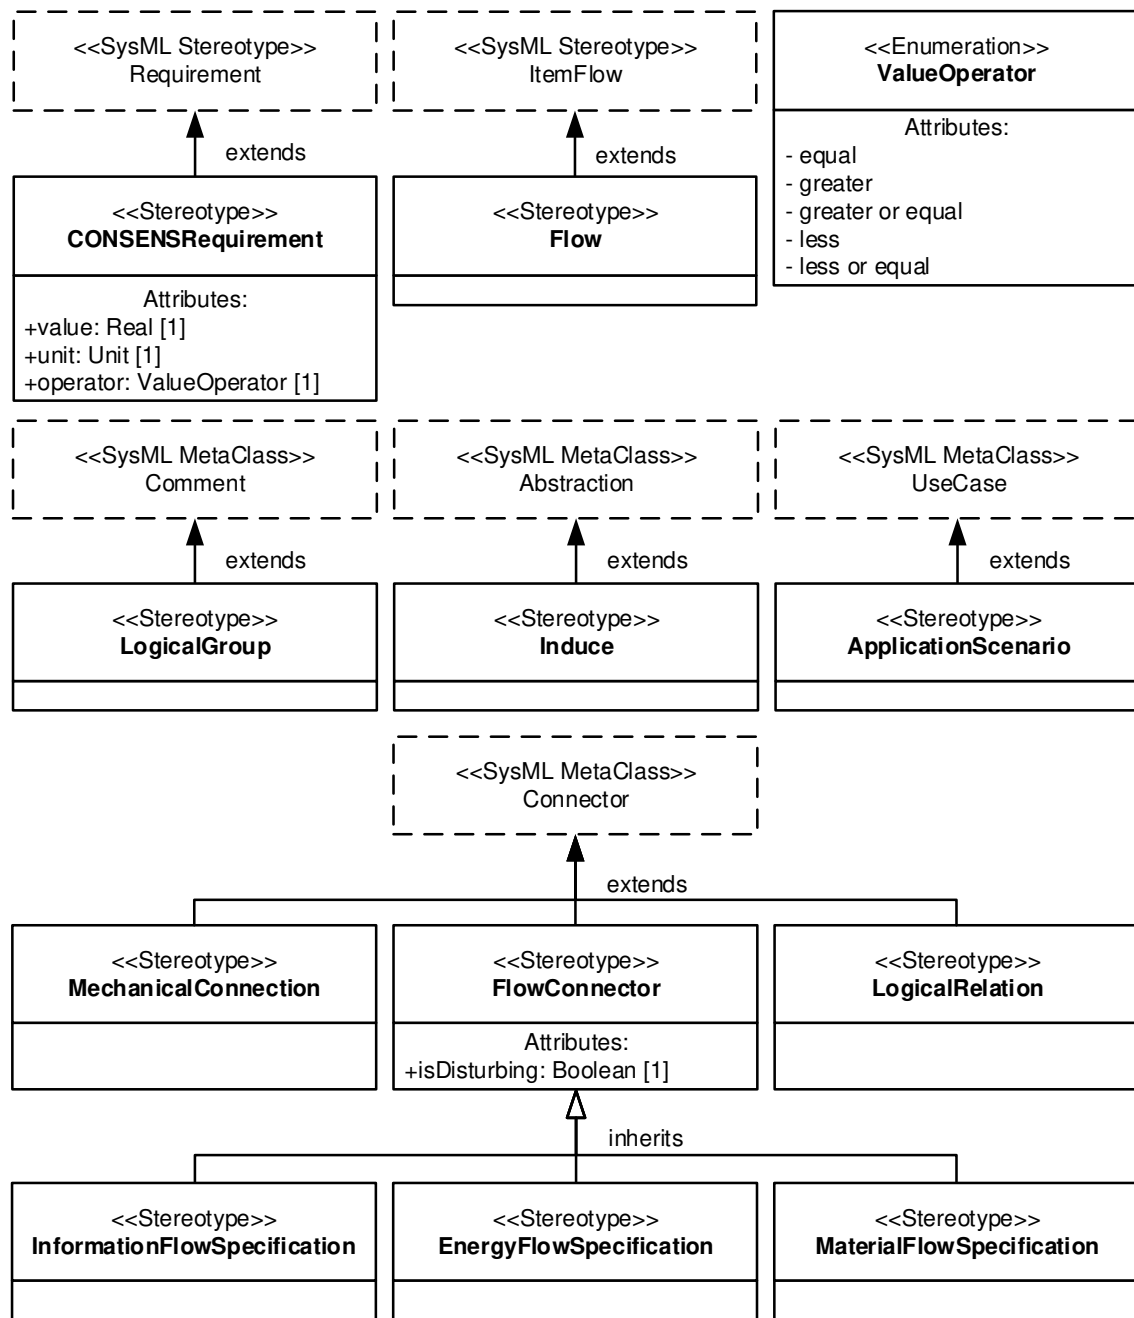 <<SysML Stereotype>>
Requirement
<<SysML Stereotype>>
ItemFlow
<<Enumeration>>
ValueOperator
Attributes:
- equal
- greater
- greater or equal
- less
- less or equal
extends
extends
<<Stereotype>>
CONSENSRequirement
Attributes:
+value: Real [1]
+unit: Unit [1]
+operator: ValueOperator [1]
<<Stereotype>>
Flow
<<SysML MetaClass>>
Comment
<<SysML MetaClass>>
Abstraction
<<SysML MetaClass>>
UseCase
extends
extends
extends
<<Stereotype>>
LogicalGroup
<<Stereotype>>
Induce
<<Stereotype>>
ApplicationScenario
<<SysML MetaClass>>
Connector
extends
<<Stereotype>>
MechanicalConnection
<<Stereotype>>
FlowConnector
Attributes:
+isDisturbing: Boolean [1]
<<Stereotype>>
LogicalRelation
inherits
<<Stereotype>>
InformationFlowSpecification
<<Stereotype>>
EnergyFlowSpecification
<<Stereotype>>
MaterialFlowSpecification